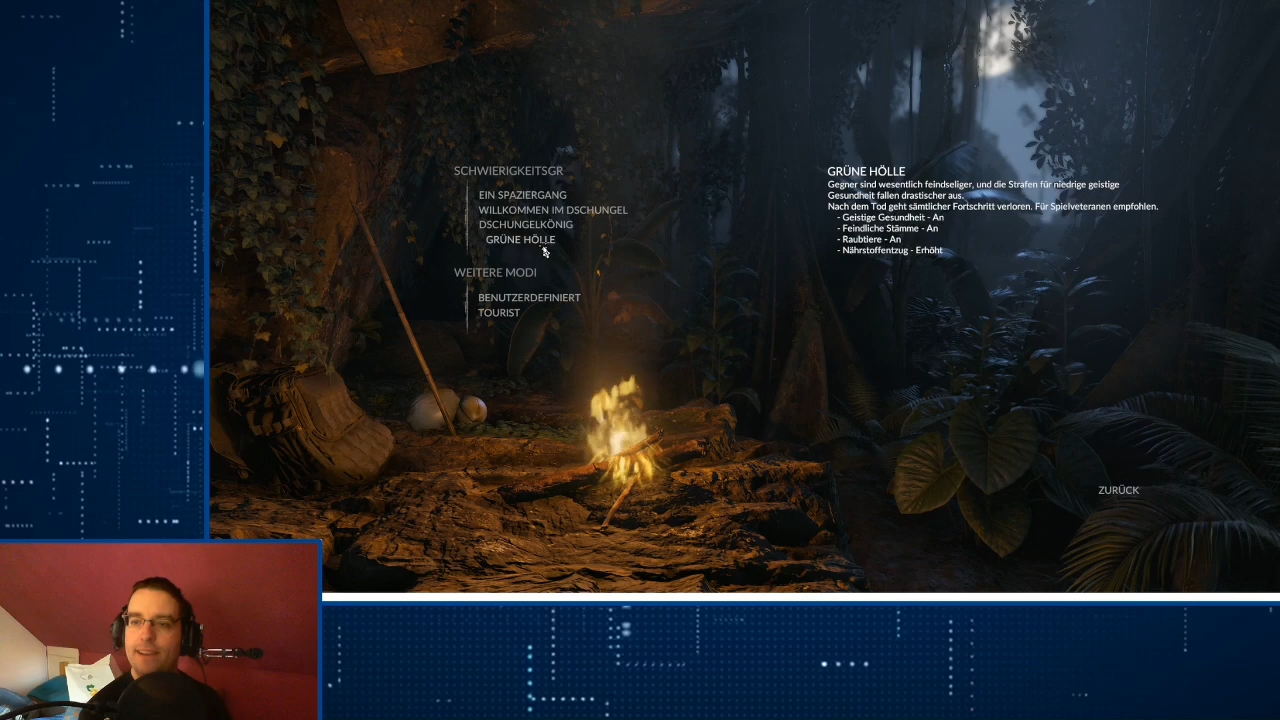 SCHWIERIGKEITSGR
EIN SPAZIERGANG
WILLKOMMEN IM DSCHUNGEL
DSCHUNGELKÖNIG
GRÜNE HÖLLE
WEITERE MODI
BENUTZERDEFINIERT
TOURIST
GRÜNE HÖLLE
Gegner sind wesentlich feindseliger, und die Strafen für niedrige geistige
Gesundheit fallen drastischer aus.
Nach dem Tod geht sämtlicher Fortschritt verloren. Für Spielveteranen empfohlen.
- Geistige Gesundheit - An
- Feindliche Stämme - An
- Raubtiere - An
- Nährstoffentzug - Erhöht
ZURÜCK